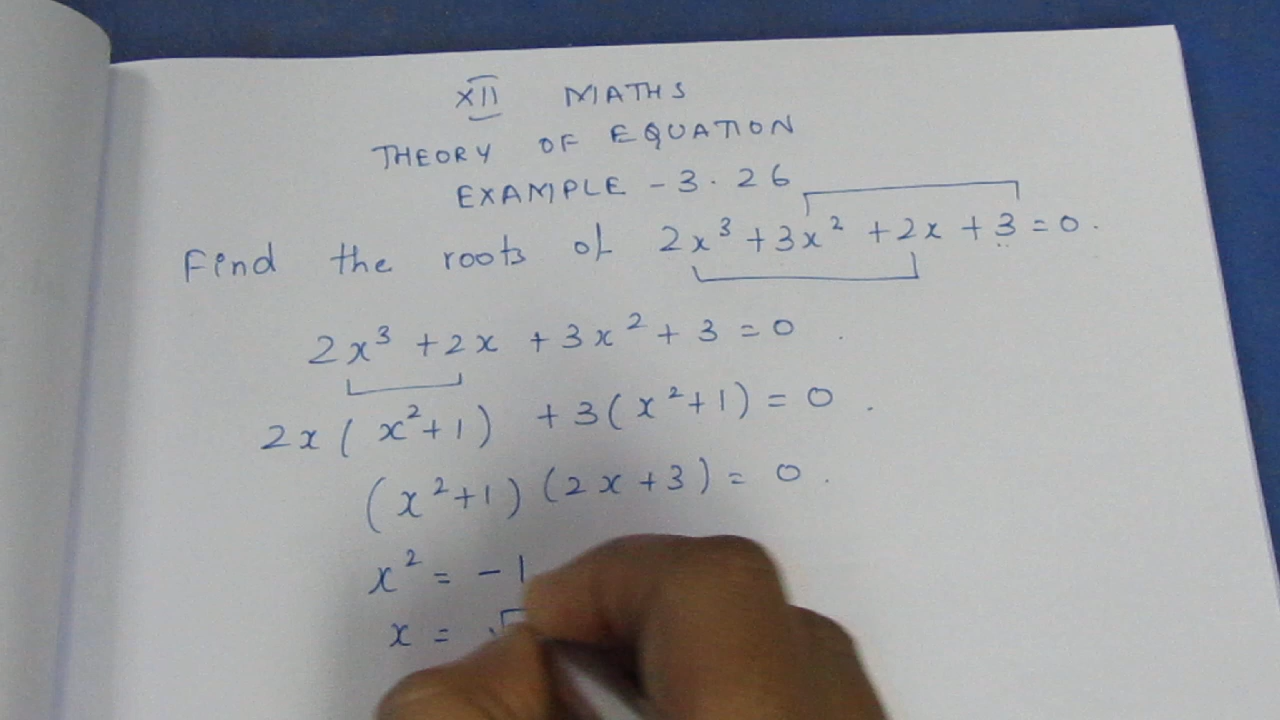 XII MATHS
THEORY OF EQUATION
EXAMPLE - 3.26
Find the roots of 2x³ + 3x² + 2x + 3 = 0.
2x³ + 2x + 3x² + 3 = 0.
2x(x² + 1) + 3(x² + 1) = 0.
(x² + 1)(2x + 3) = 0.
x² = -1
x = √